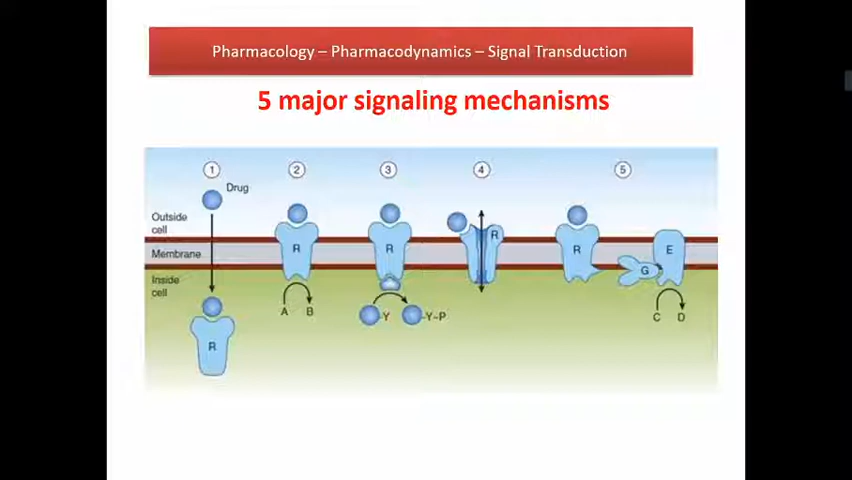 Pharmacology – Pharmacodynamics – Signal Transduction
5 major signaling mechanisms
1 2 3 4 5
Drug
Outside
cell
Membrane
Inside
cell
R
R
A B
R
Y Y~P
R
R
G
E
C D